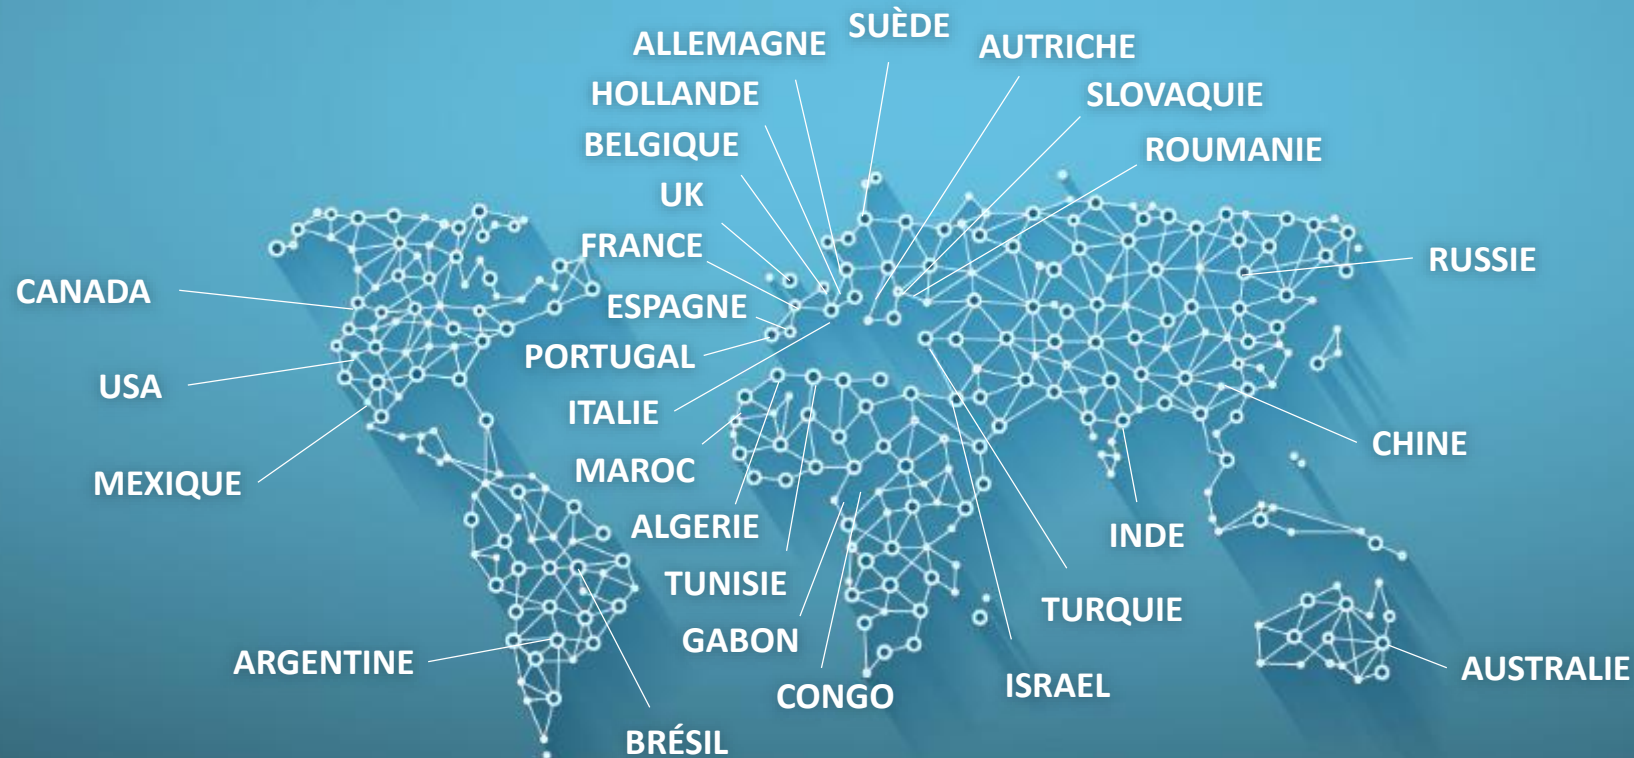 SUÈDE
ALLEMAGNE
AUTRICHE
HOLLANDE
SLOVAQUIE
BELGIQUE
ROUMANIE
UK
FRANCE
RUSSIE
CANADA
ESPAGNE
PORTUGAL
USA
ITALIE
CHINE
MAROC
MEXIQUE
ALGERIE
INDE
TUNISIE
TURQUIE
GABON
ARGENTINE
AUSTRALIE
ISRAEL
CONGO
BRÉSIL